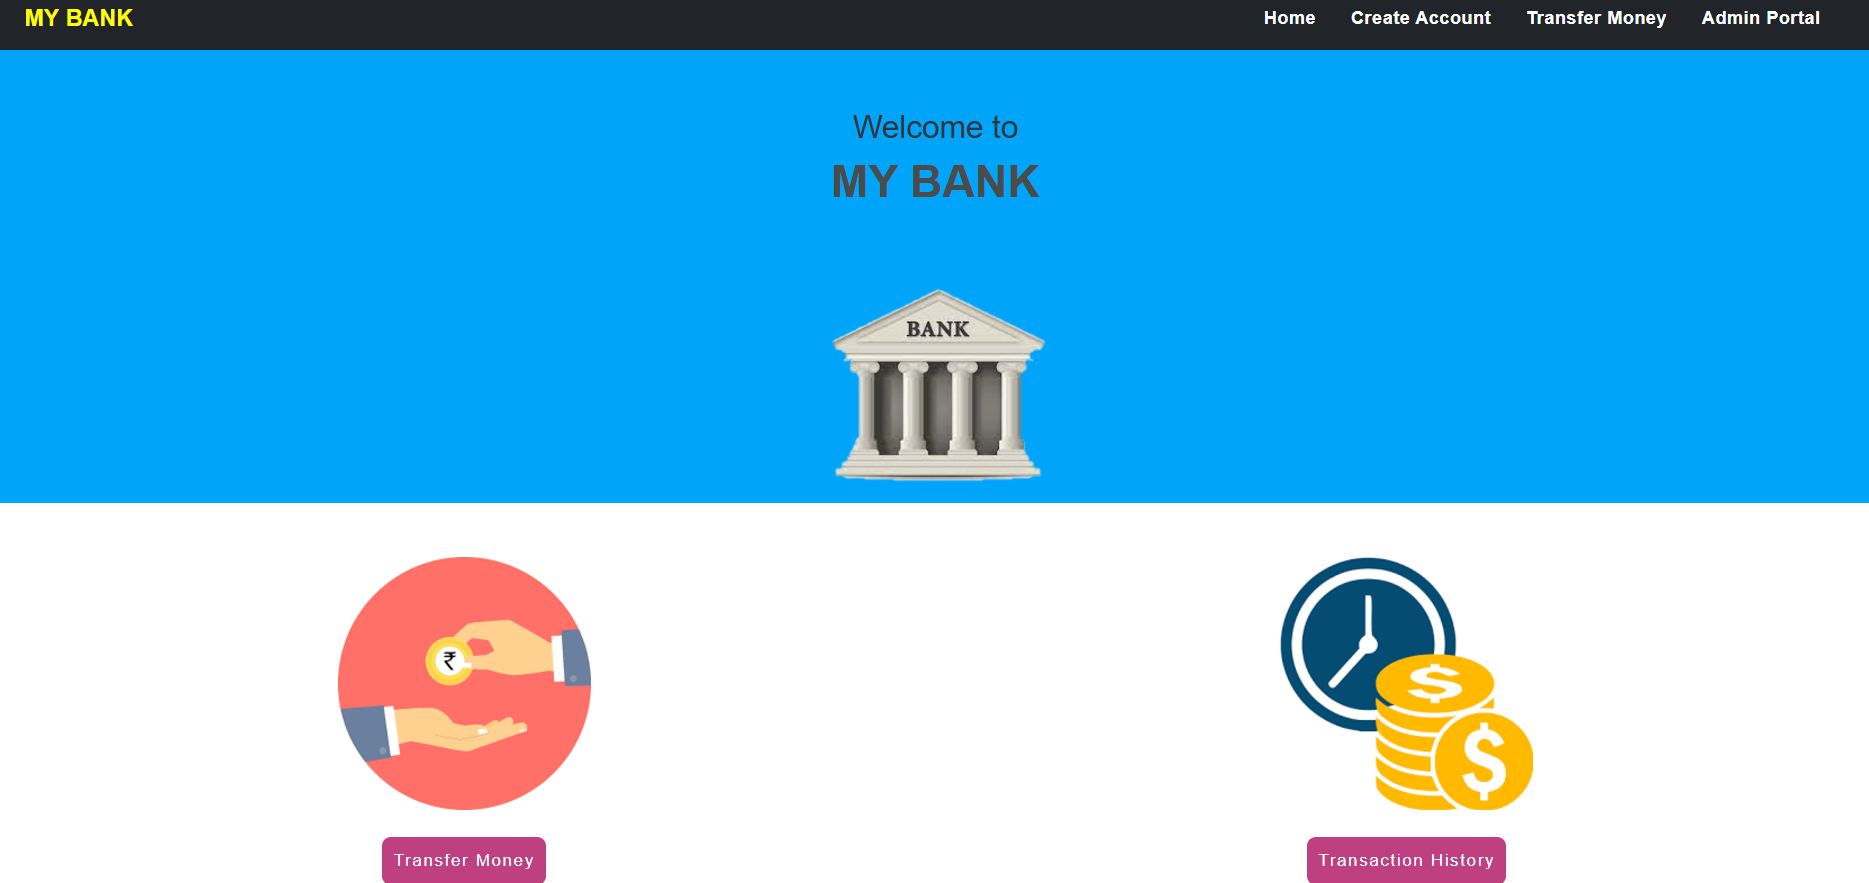 MY BANK
Home Create Account Transfer Money Admin Portal
Welcome to
MY BANK
BANK
₹
$
$
Transfer Money
Transaction History